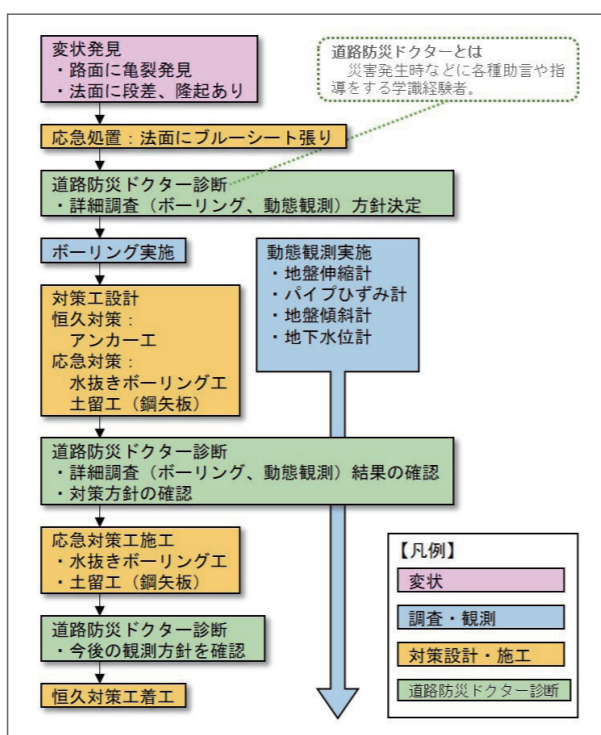 変状発見
・路面に亀裂発見
・法面に段差、隆起あり
道路防災ドクターとは
災害発生時などに各種助言や指
導をする学識経験者。
応急処置：法面にブルーシート張り
道路防災ドクター診断
・詳細調査（ボーリング、動態観測）方針決定
ボーリング実施
動態観測実施
・地盤伸縮計
・パイプひずみ計
・地盤傾斜計
・地下水位計
対策工設計
恒久対策：
アンカー工
応急対策：
水抜きボーリング工
土留工（鋼矢板）
道路防災ドクター診断
・詳細調査（ボーリング、動態観測）結果の確認
・対策方針の確認
応急対策工施工
・水抜きボーリング工
・土留工（鋼矢板）
道路防災ドクター診断
・今後の観測方針を確認
恒久対策工着工
【凡例】
変状
調査・観測
対策設計・施工
道路防災ドクター診断